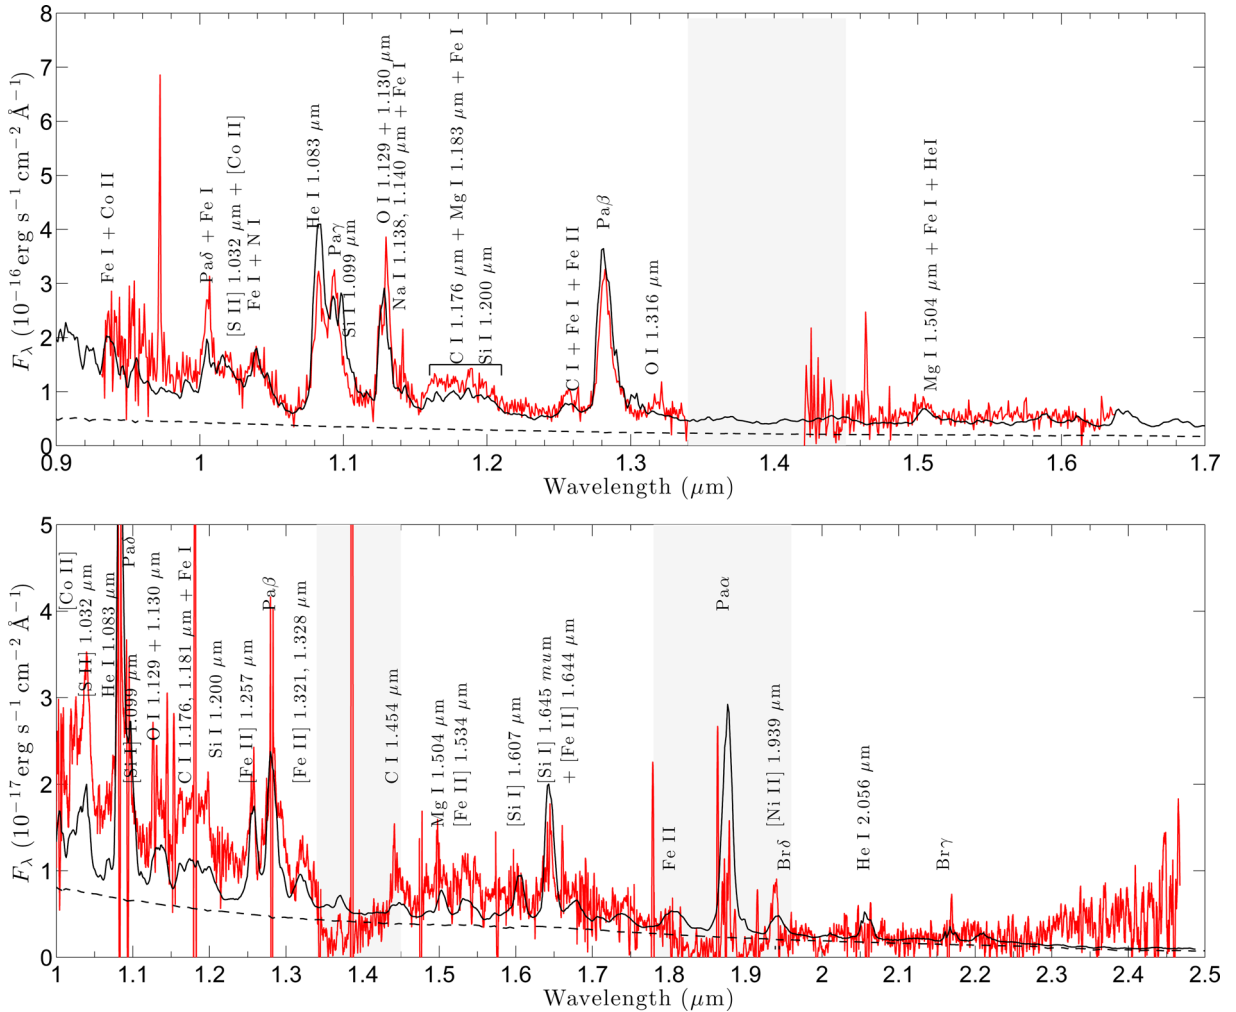 8
7
6
5
4
3
2
1
0
F_λ (10⁻¹⁶ erg s⁻¹ cm⁻² Å⁻¹)
Fe I + Co II
Paδ + Fe I
[S II] 1.032 μm + [Co II]
Fe I + N I
He I 1.083 μm
Paγ
Si I 1.099 μm
O I 1.129 + 1.130 μm
Na I 1.138, 1.140 μm + Fe I
C I 1.176 μm + Mg I 1.183 μm + Fe I
Si I 1.200 μm
C I + Fe I + Fe II
Paβ
O I 1.316 μm
Mg I 1.504 μm + Fe I + HeI
0.9 1 1.1 1.2 1.3 1.4 1.5 1.6 1.7
Wavelength (μm)
5
4
3
2
1
0
F_λ (10⁻¹⁷ erg s⁻¹ cm⁻² Å⁻¹)
[Co II]
[S II] 1.032 μm
He I 1.083 μm
Paδ
[Si I] 1.099 μm
O I 1.129 + 1.130 μm
C I 1.176, 1.181 μm + Fe I
Si I 1.200 μm
[Fe II] 1.257 μm
Paβ
[Fe II] 1.321, 1.328 μm
C I 1.454 μm
Mg I 1.504 μm
[Fe II] 1.534 μm
[Si I] 1.607 μm
[Si I] 1.645 mum
+ [Fe II] 1.644 μm
Fe II
Paα
[Ni II] 1.939 μm
Brδ
He I 2.056 μm
Brγ
1 1.1 1.2 1.3 1.4 1.5 1.6 1.7 1.8 1.9 2 2.1 2.2 2.3 2.4 2.5
Wavelength (μm)